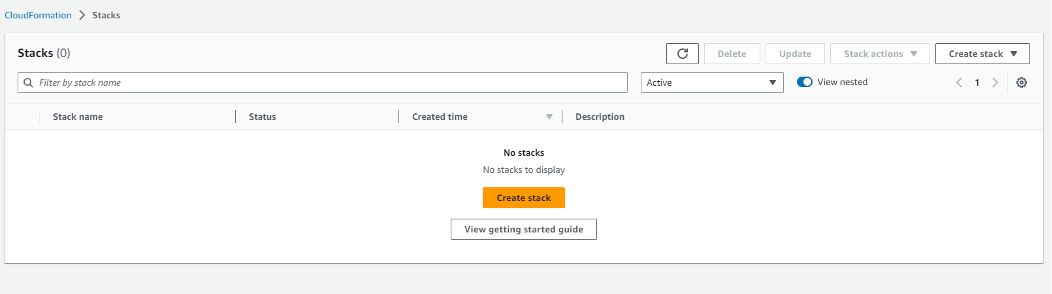 CloudFormation > Stacks
Stacks (0) Delete Update Stack actions Create stack
Filter by stack name Active View nested 1
Stack name Status Created time Description
No stacks
No stacks to display
Create stack
View getting started guide